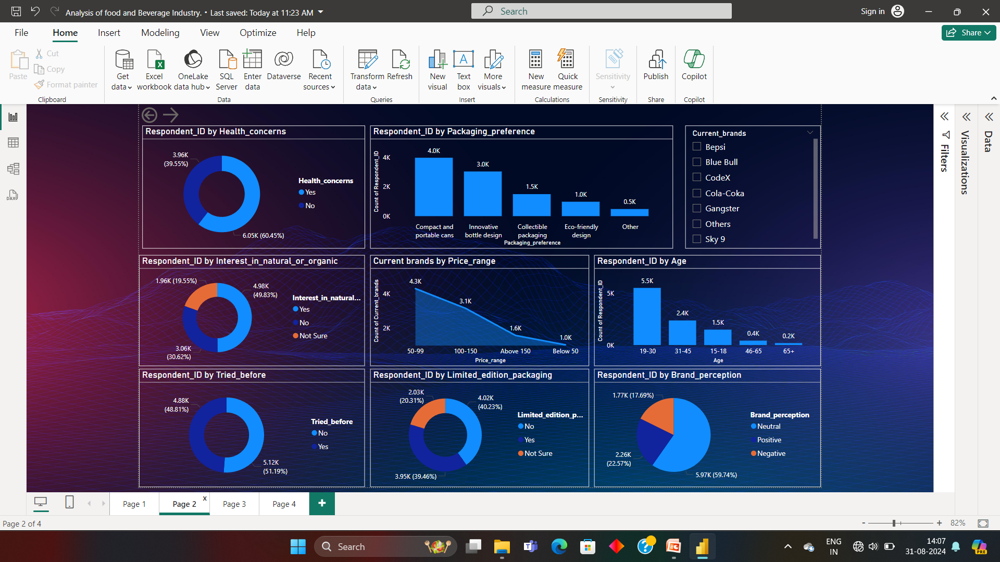 Analysis of food and Beverage Industry. • Last saved: Today at 11:23 AM
Search
Sign in
File
Home
Insert
Modeling
View
Optimize
Help
Share
Paste
Cut
Copy
Format painter
Clipboard
Get
data
Excel
workbook
OneLake
data hub
SQL
Server
Enter
data
Dataverse
Recent
sources
Data
Transform
data
Refresh
Queries
New
visual
Text
box
More
visuals
Insert
New
measure
Quick
measure
Calculations
Sensitivity
Sensitivity
Publish
Share
Copilot
Copilot
Respondent_ID by Health_concerns
3.96K
(39.55%)
6.05K (60.45%)
Health_concerns
Yes
No
Respondent_ID by Packaging_preference
Count of Respondent_ID
4K
2K
0K
4.0K
3.0K
1.5K
1.0K
0.5K
Compact and
portable cans
Innovative
bottle design
Collectible
packaging
Eco-friendly
design
Other
Packaging_preference
Current_brands
Bepsi
Blue Bull
CodeX
Cola-Coka
Gangster
Others
Sky 9
Filters
Visualizations
Data
Respondent_ID by Interest_in_natural_or_organic
1.96K (19.55%)
4.98K
(49.83%)
3.06K
(30.62%)
Interest_in_natural...
Yes
No
Not Sure
Current brands by Price_range
Count of Current_brands
4K
2K
4.3K
3.1K
1.6K
1.0K
50-99
100-150
Above 150
Below 50
Price_range
Respondent_ID by Age
Count of Respondent_ID
5K
0K
5.5K
2.4K
1.5K
0.4K
0.2K
19-30
31-45
15-18
46-65
65+
Age
Respondent_ID by Tried_before
4.88K
(48.81%)
5.12K
(51.19%)
Tried_before
No
Yes
Respondent_ID by Limited_edition_packaging
2.03K
(20.31%)
4.02K
(40.23%)
3.95K (39.46%)
Limited_edition_p...
No
Yes
Not Sure
Respondent_ID by Brand_perception
1.77K (17.69%)
2.26K
(22.57%)
5.97K (59.74%)
Brand_perception
Neutral
Positive
Negative
Page 1
Page 2
x
Page 3
Page 4
+
Page 2 of 4
- + 82%
Search
ENG
IN
14:07
31-08-2024
PRE